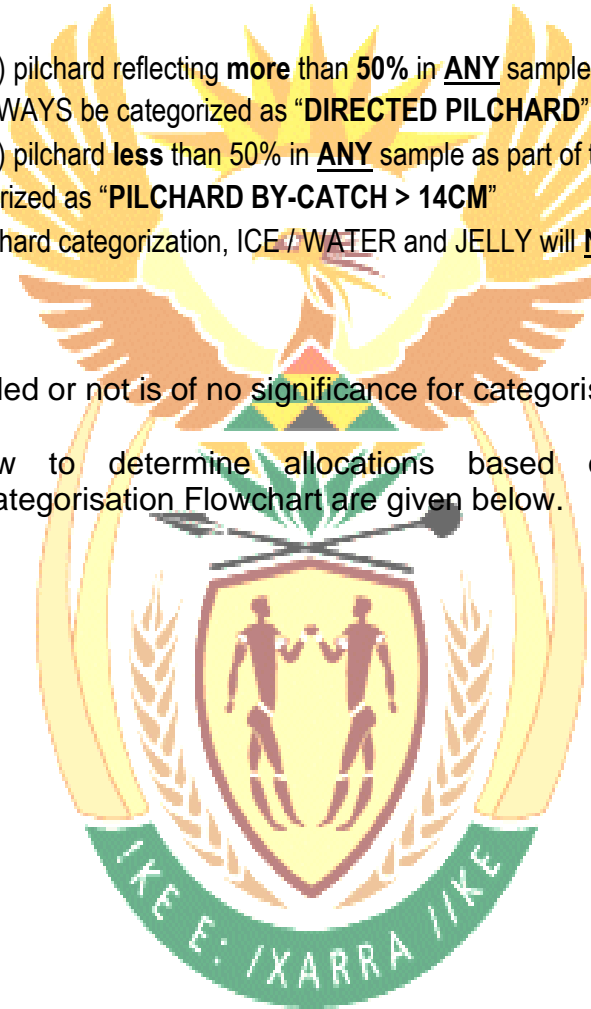 ) pilchard reflecting more than 50% in ANY sample
WAYS be categorized as “DIRECTED PILCHARD”
) pilchard less than 50% in ANY sample as part of t
rized as “PILCHARD BY-CATCH > 14CM”
hard categorization, ICE / WATER and JELLY will N
led or not is of no significance for categoris
w to determine allocations based
ategorisation Flowchart are given below.
!KE E: /XARRA //KE